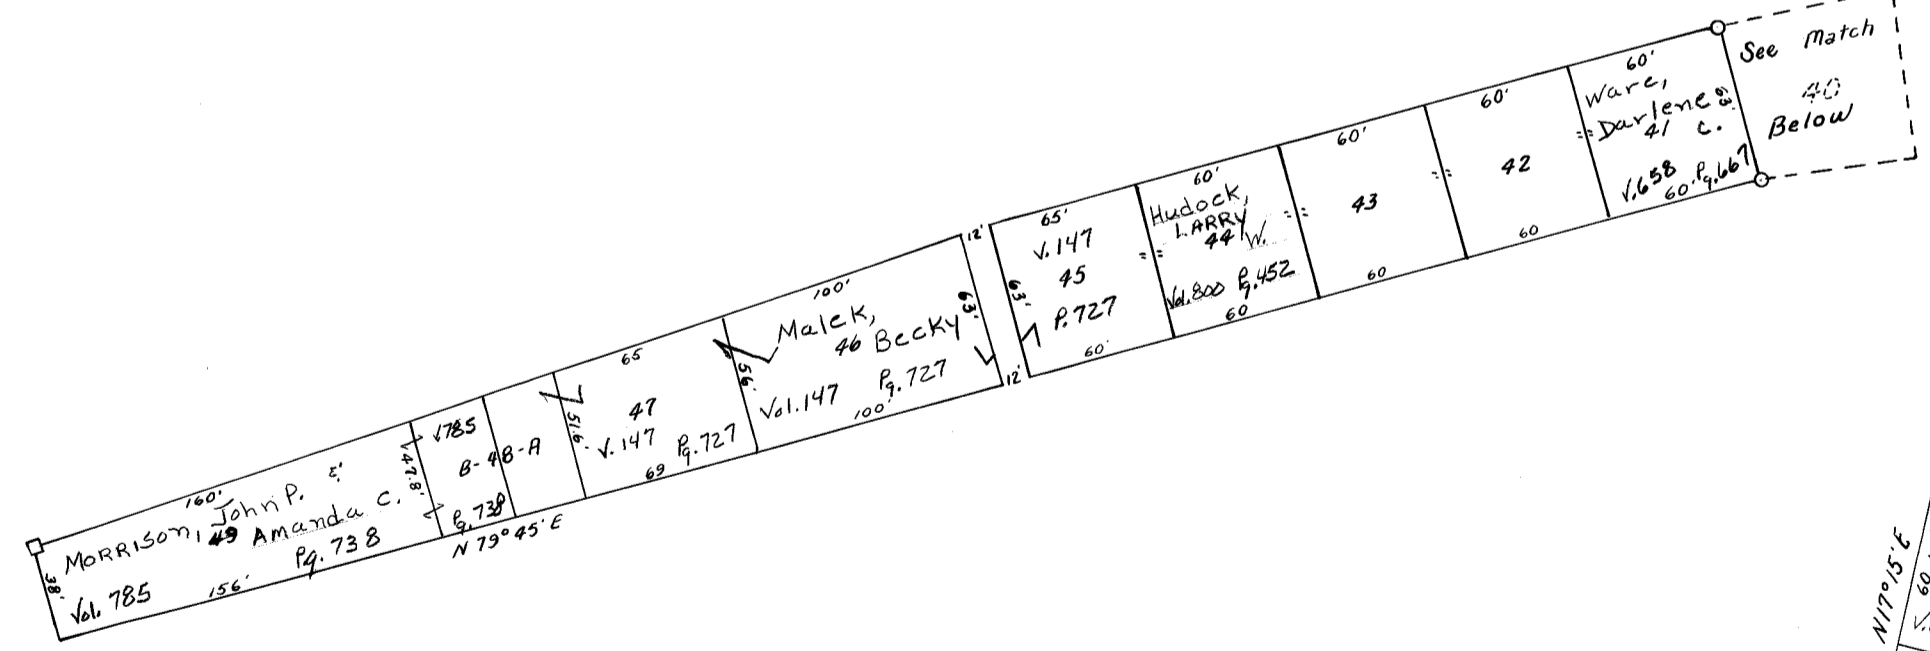 160'
MORRISON, John P. &
49 Amanda C.
Vol. 785 Pg. 738
38'
156'
47.8'
V785
B-48-A
Pg. 738
N 79° 45' E
51.6'
65
47
V. 147 Pg. 727
69
56'
100'
Malek,
46 Becky
Vol. 147 Pg. 727
100'
63'
12'
12'
63'
65'
V. 147
45
P. 727
60'
60'
Hudock,
LARRY
44 W.
Vol. 800 Pg. 452
60
60'
43
60
60'
42
60
60'
Ware,
Darlene
41 C.
63'
V. 658 Pg. 667
60'
See Match
40
Below
N17° 15' E
60
V.